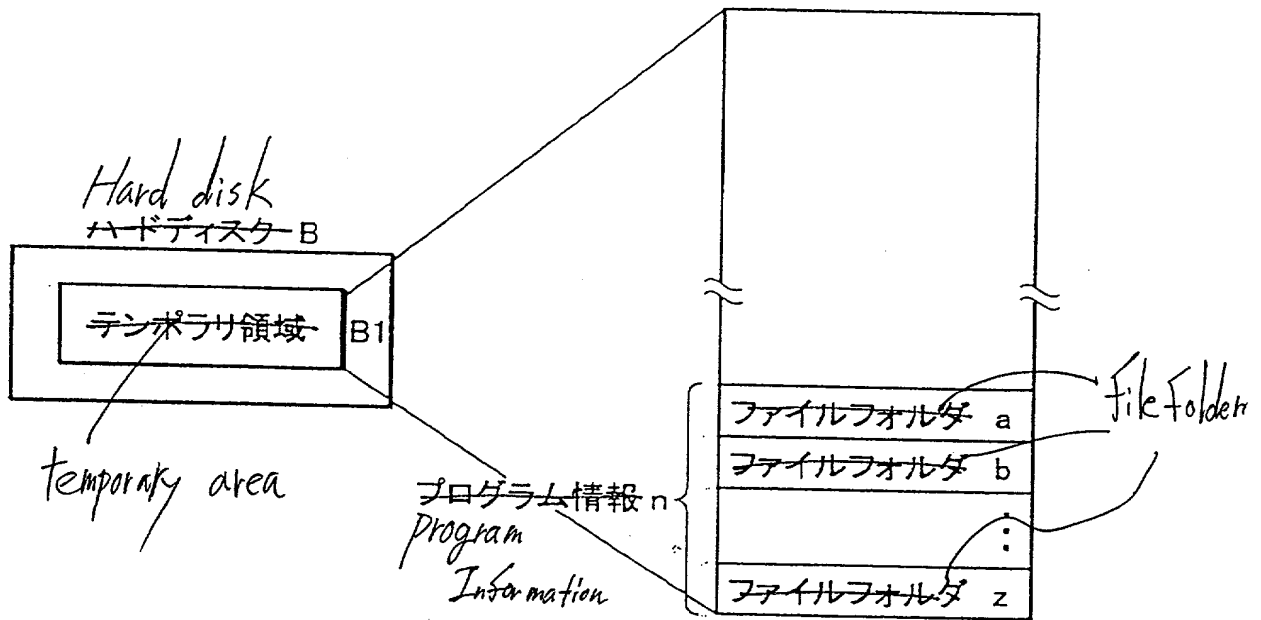 Hard disk
ハードディスク B
テンポラリ領域 B1
temporary area
プログラム情報 n
program
Information
ファイルフォルダ a
ファイルフォルダ b
⋮
ファイルフォルダ z
file folder